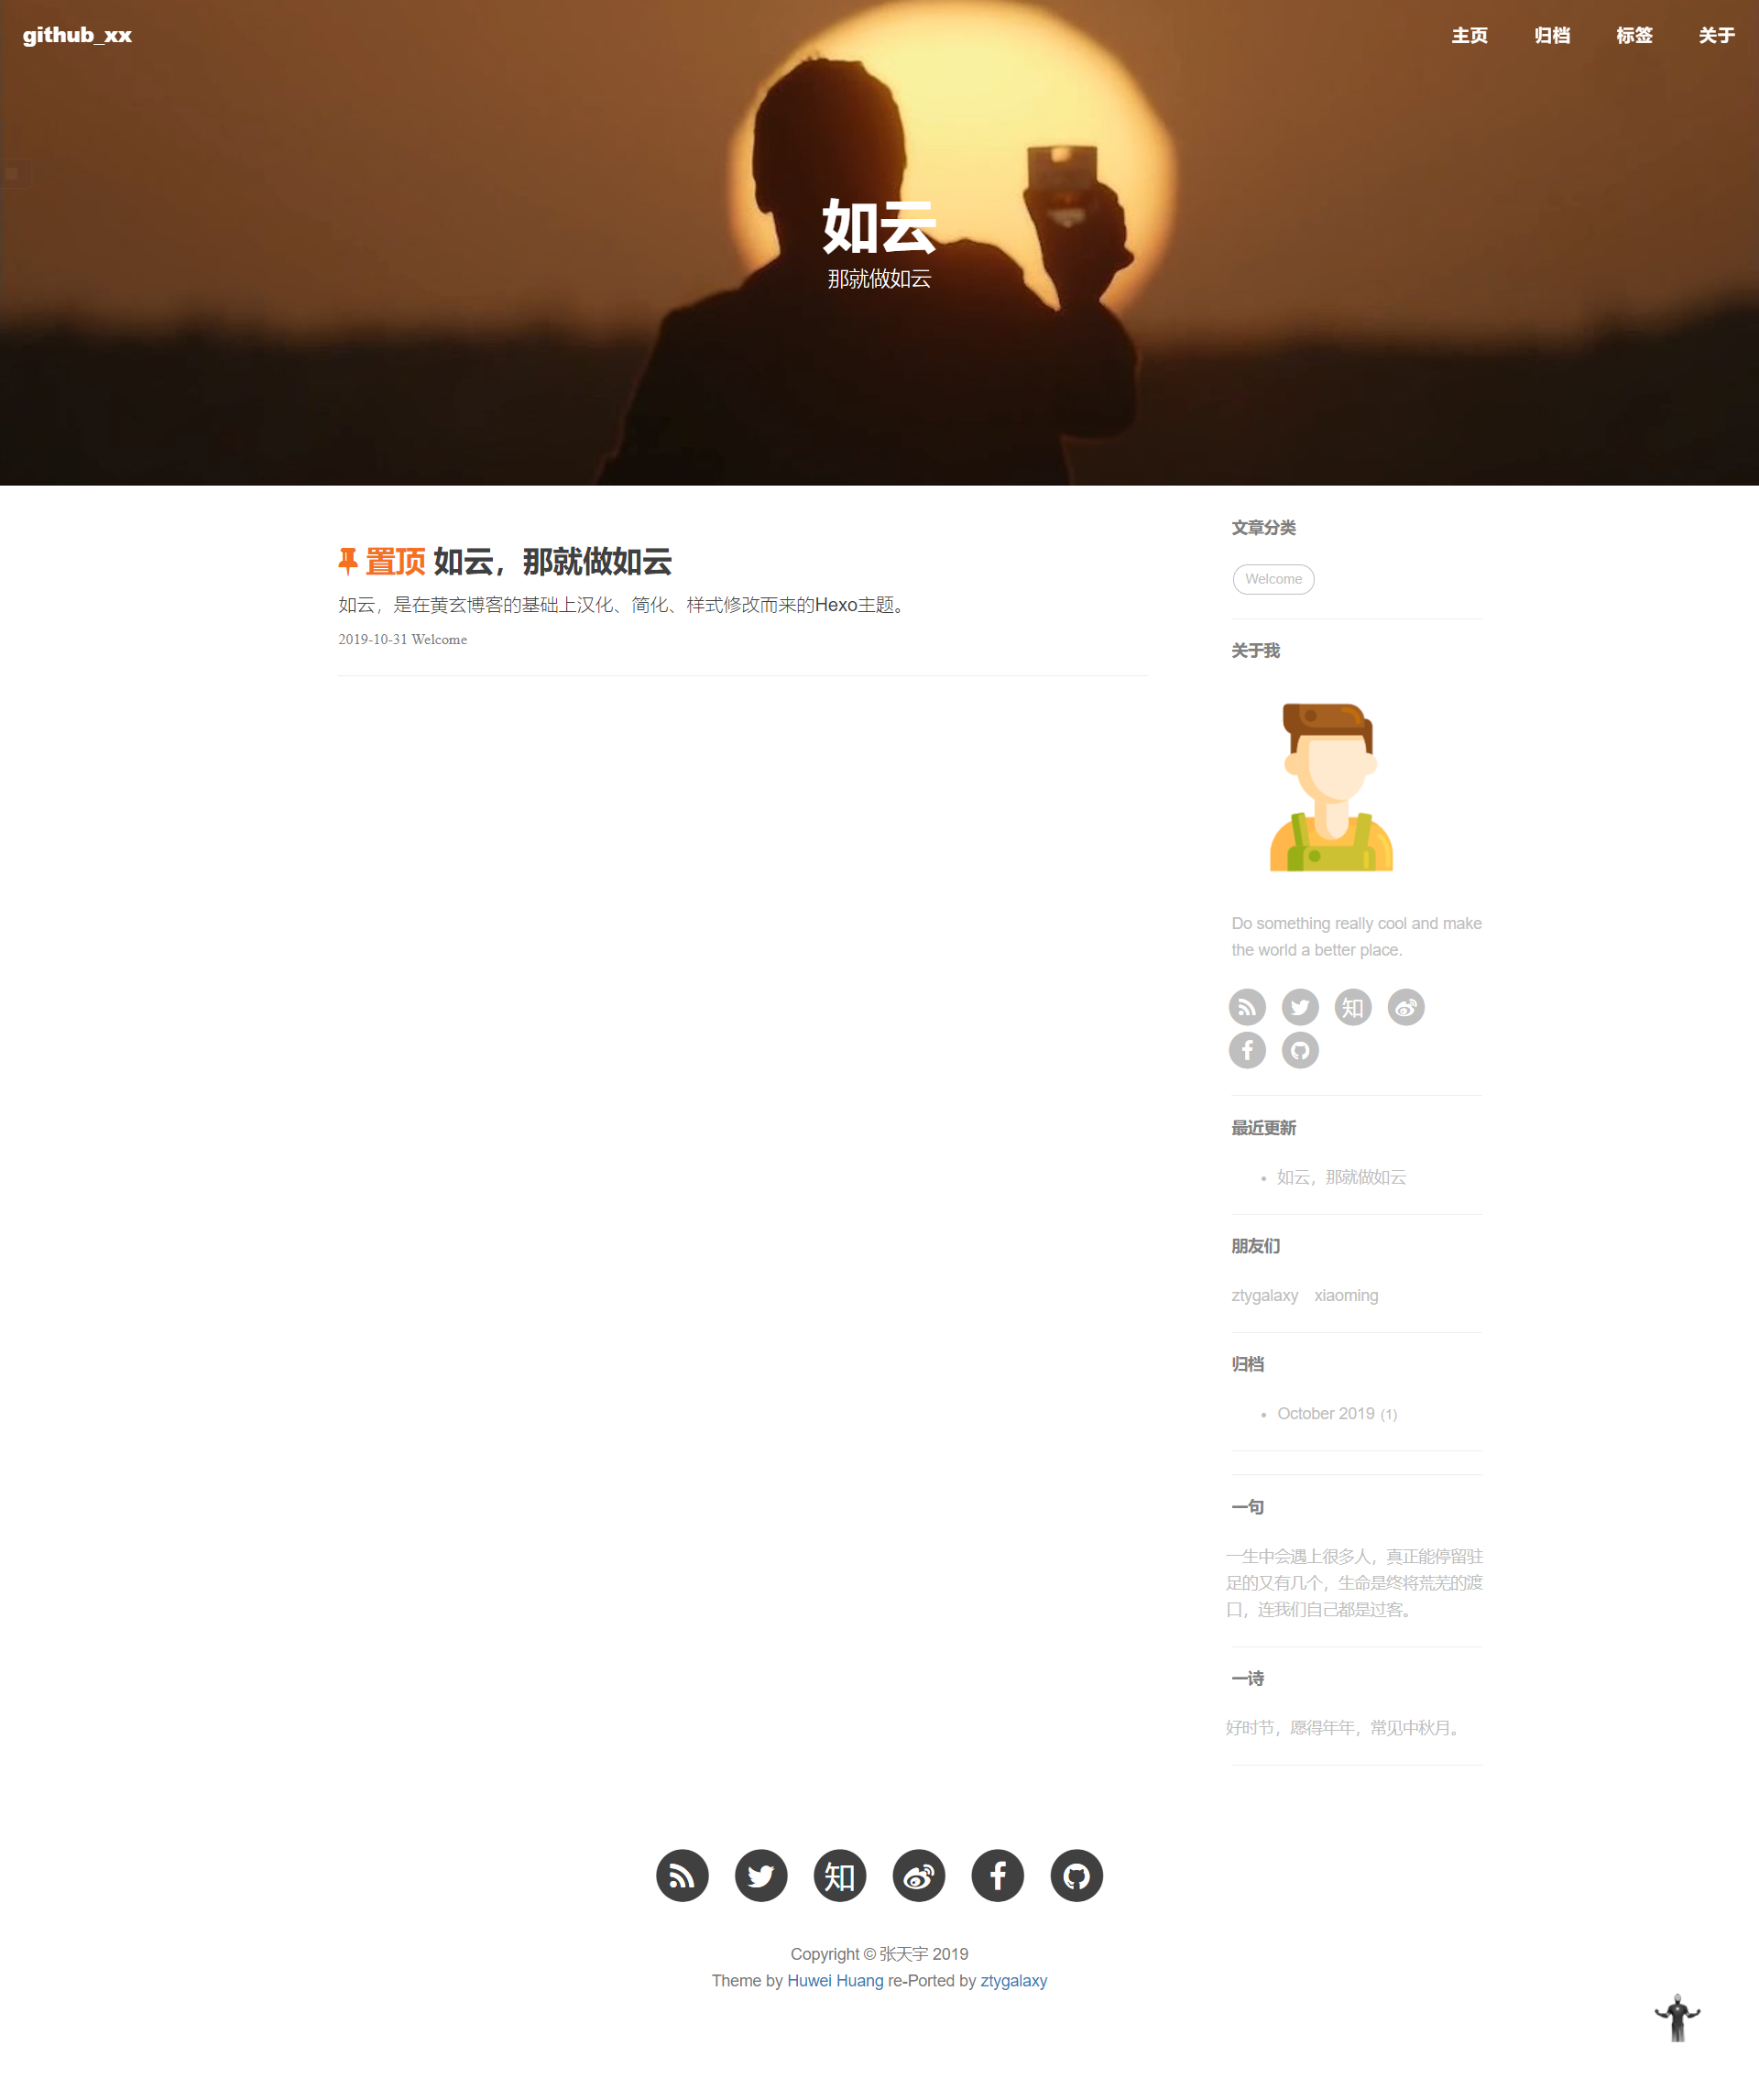 github_xx
主页 归档 标签 关于
如云
那就做如云
置顶 如云，那就做如云
如云，是在黄玄博客的基础上汉化、简化、样式修改而来的Hexo主题。
2019-10-31 Welcome
文章分类
Welcome
关于我
Do something really cool and make
the world a better place.
知
最近更新
如云，那就做如云
朋友们
ztygalaxy xiaoming
归档
October 2019 (1)
一句
一生中会遇上很多人，真正能停留驻
足的又有几个，生命是终将荒芜的渡
口，连我们自己都是过客。
一诗
好时节，愿得年年，常见中秋月。
知
Copyright © 张天宇 2019
Theme by Huwei Huang re-Ported by ztygalaxy